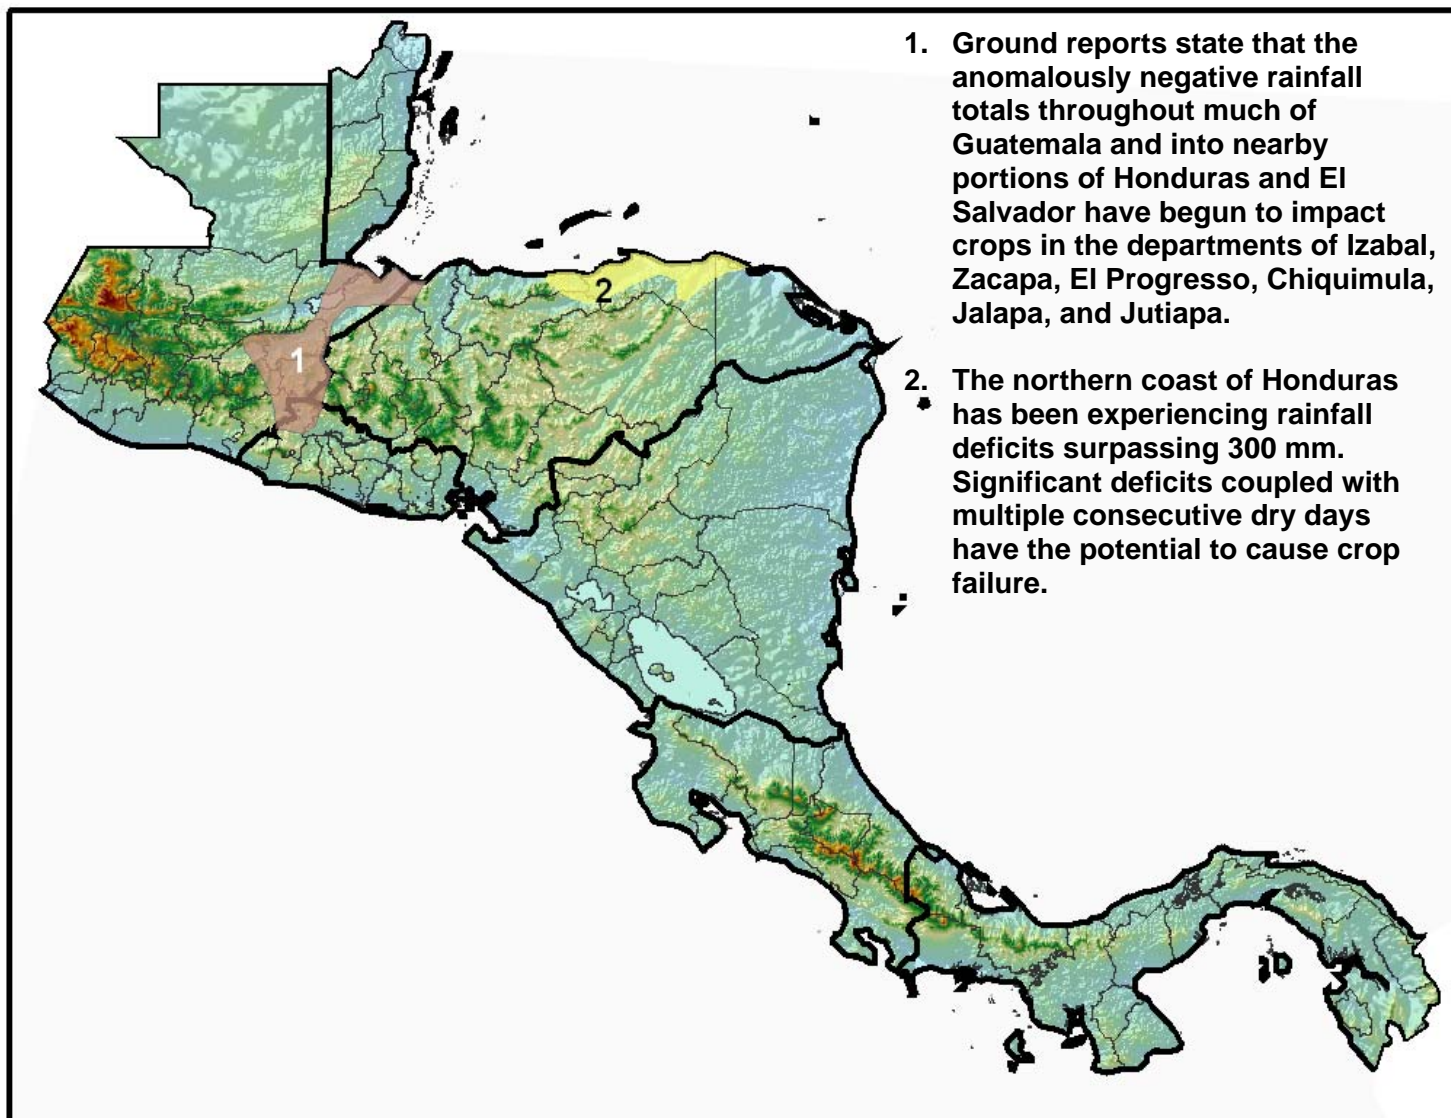 1. Ground reports state that the
anomalously negative rainfall
totals throughout much of
Guatemala and into nearby
portions of Honduras and El
Salvador have begun to impact
crops in the departments of Izabal,
Zacapa, El Progresso, Chiquimula,
Jalapa, and Jutiapa.
2. The northern coast of Honduras
has been experiencing rainfall
deficits surpassing 300 mm.
Significant deficits coupled with
multiple consecutive dry days
have the potential to cause crop
failure.
2
1